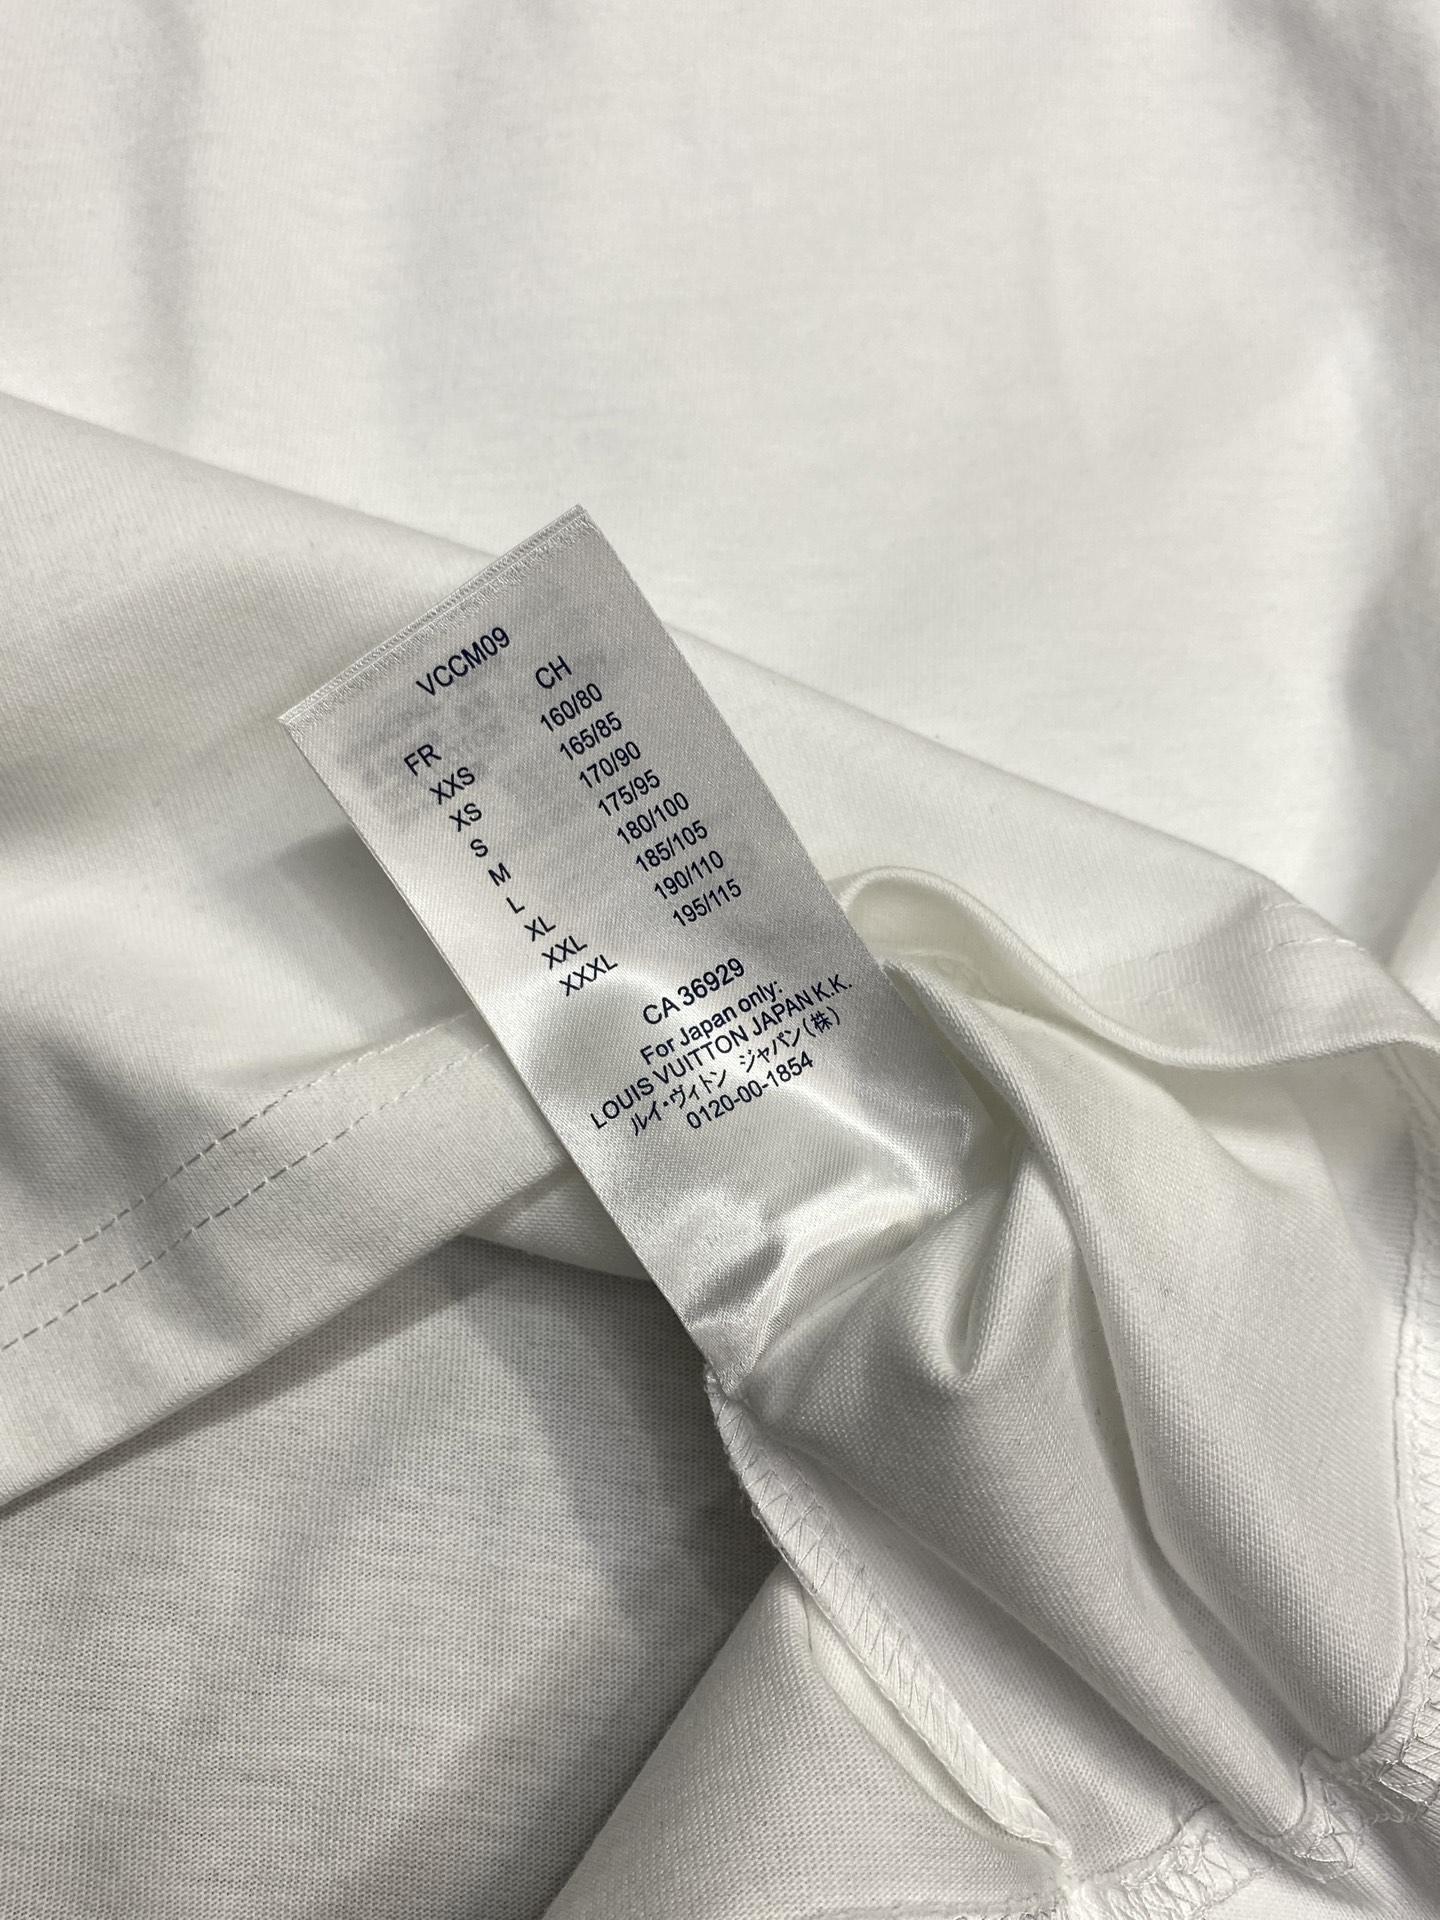 VCCM09
FR CH
XXS 160/80
XS 165/85
S 170/90
M 175/95
L 180/100
XL 185/105
XXL 190/110
XXXL 195/115
CA 36929
For Japan only:
LOUIS VUITTON JAPAN K.K.
ルイ・ヴィトン ジャパン(株)
0120-00-1854